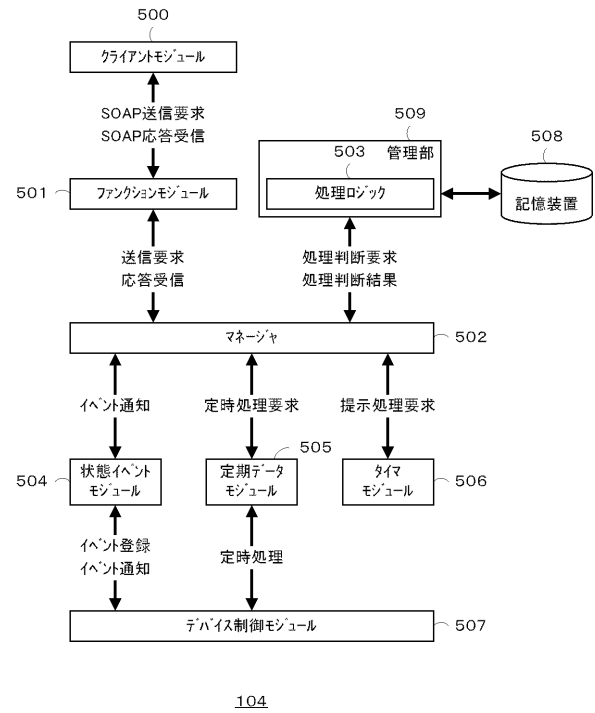 500
ｸﾗｲｱﾝﾄﾓｼﾞｭｰﾙ
SOAP送信要求
SOAP応答受信
509
508
503
管理部
501
ﾌｧﾝｸｼｮﾝﾓｼﾞｭｰﾙ
処理ﾛｼﾞｯｸ
記憶装置
送信要求
応答受信
処理判断要求
処理判断結果
ﾏﾈｰｼﾞｬ
502
ｲﾍﾞﾝﾄ通知
定時処理要求
提示処理要求
505
504
状態ｲﾍﾞﾝﾄ
ﾓｼﾞｭｰﾙ
定期ﾃﾞｰﾀ
ﾓｼﾞｭｰﾙ
ﾀｲﾏ
ﾓｼﾞｭｰﾙ
506
ｲﾍﾞﾝﾄ登録
ｲﾍﾞﾝﾄ通知
定時処理
ﾃﾞﾊﾞｲｽ制御ﾓｼﾞｭｰﾙ
507
104